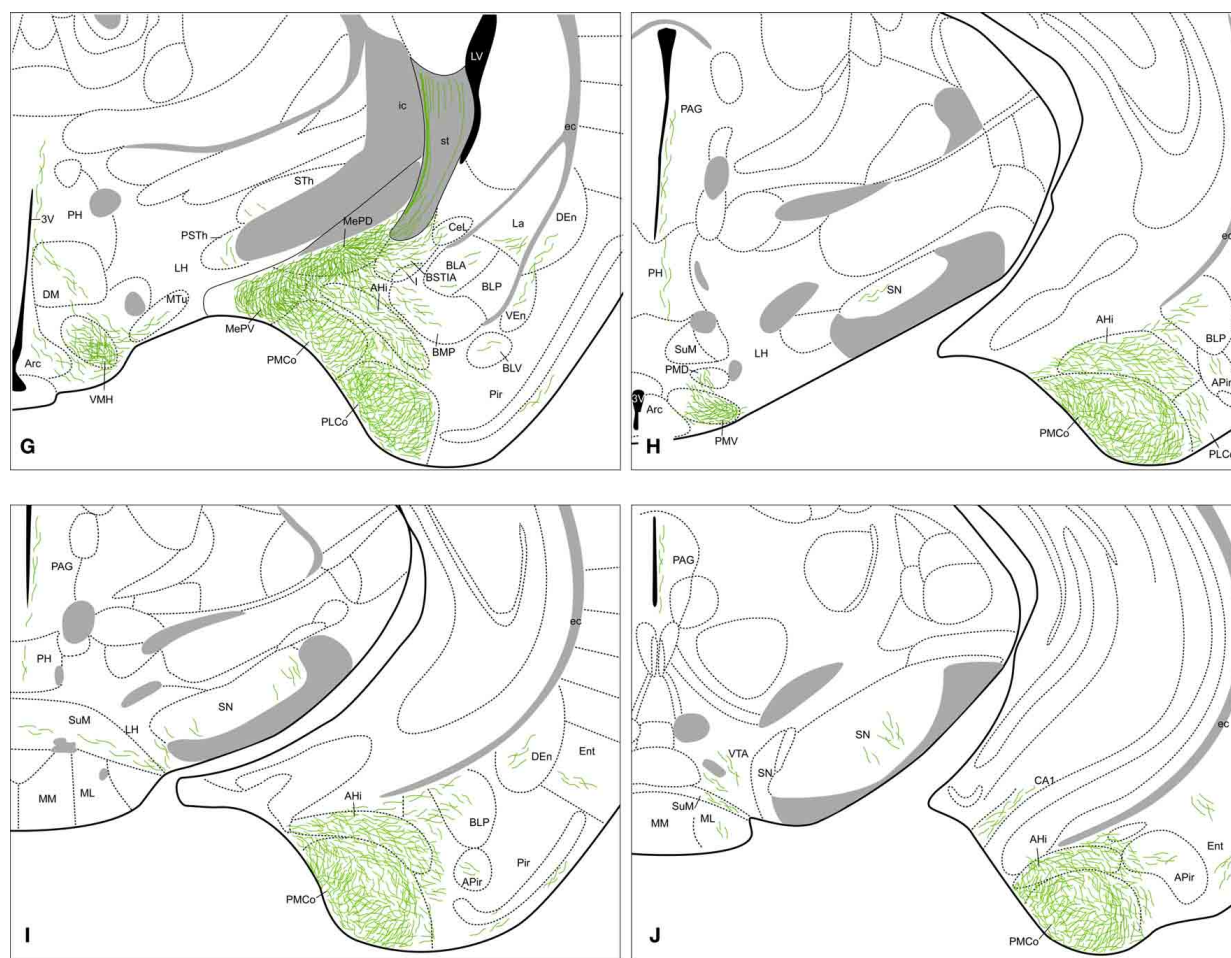 LV
ic
st
ec
STh
3V
PH
MePD
PSTh
CeL
La
DEn
LH
BLA
BSTIA
I
DM
MTu
AHi
BLP
VEn
MePV
PMCo
BMP
Arc
BLV
VMH
Pir
PLCo
G
PAG
ec
PH
SN
AHi
SuM
LH
BLP
PMD
APir
3V
Arc
PMCo
PMV
PLCo
H
PAG
ec
PH
SN
SuM
LH
DEn
Ent
MM
ML
AHi
BLP
Pir
APir
PMCo
I
PAG
ec
SN
VTA
SN
CA1
SuM
MM
ML
AHi
Ent
APir
PMCo
J